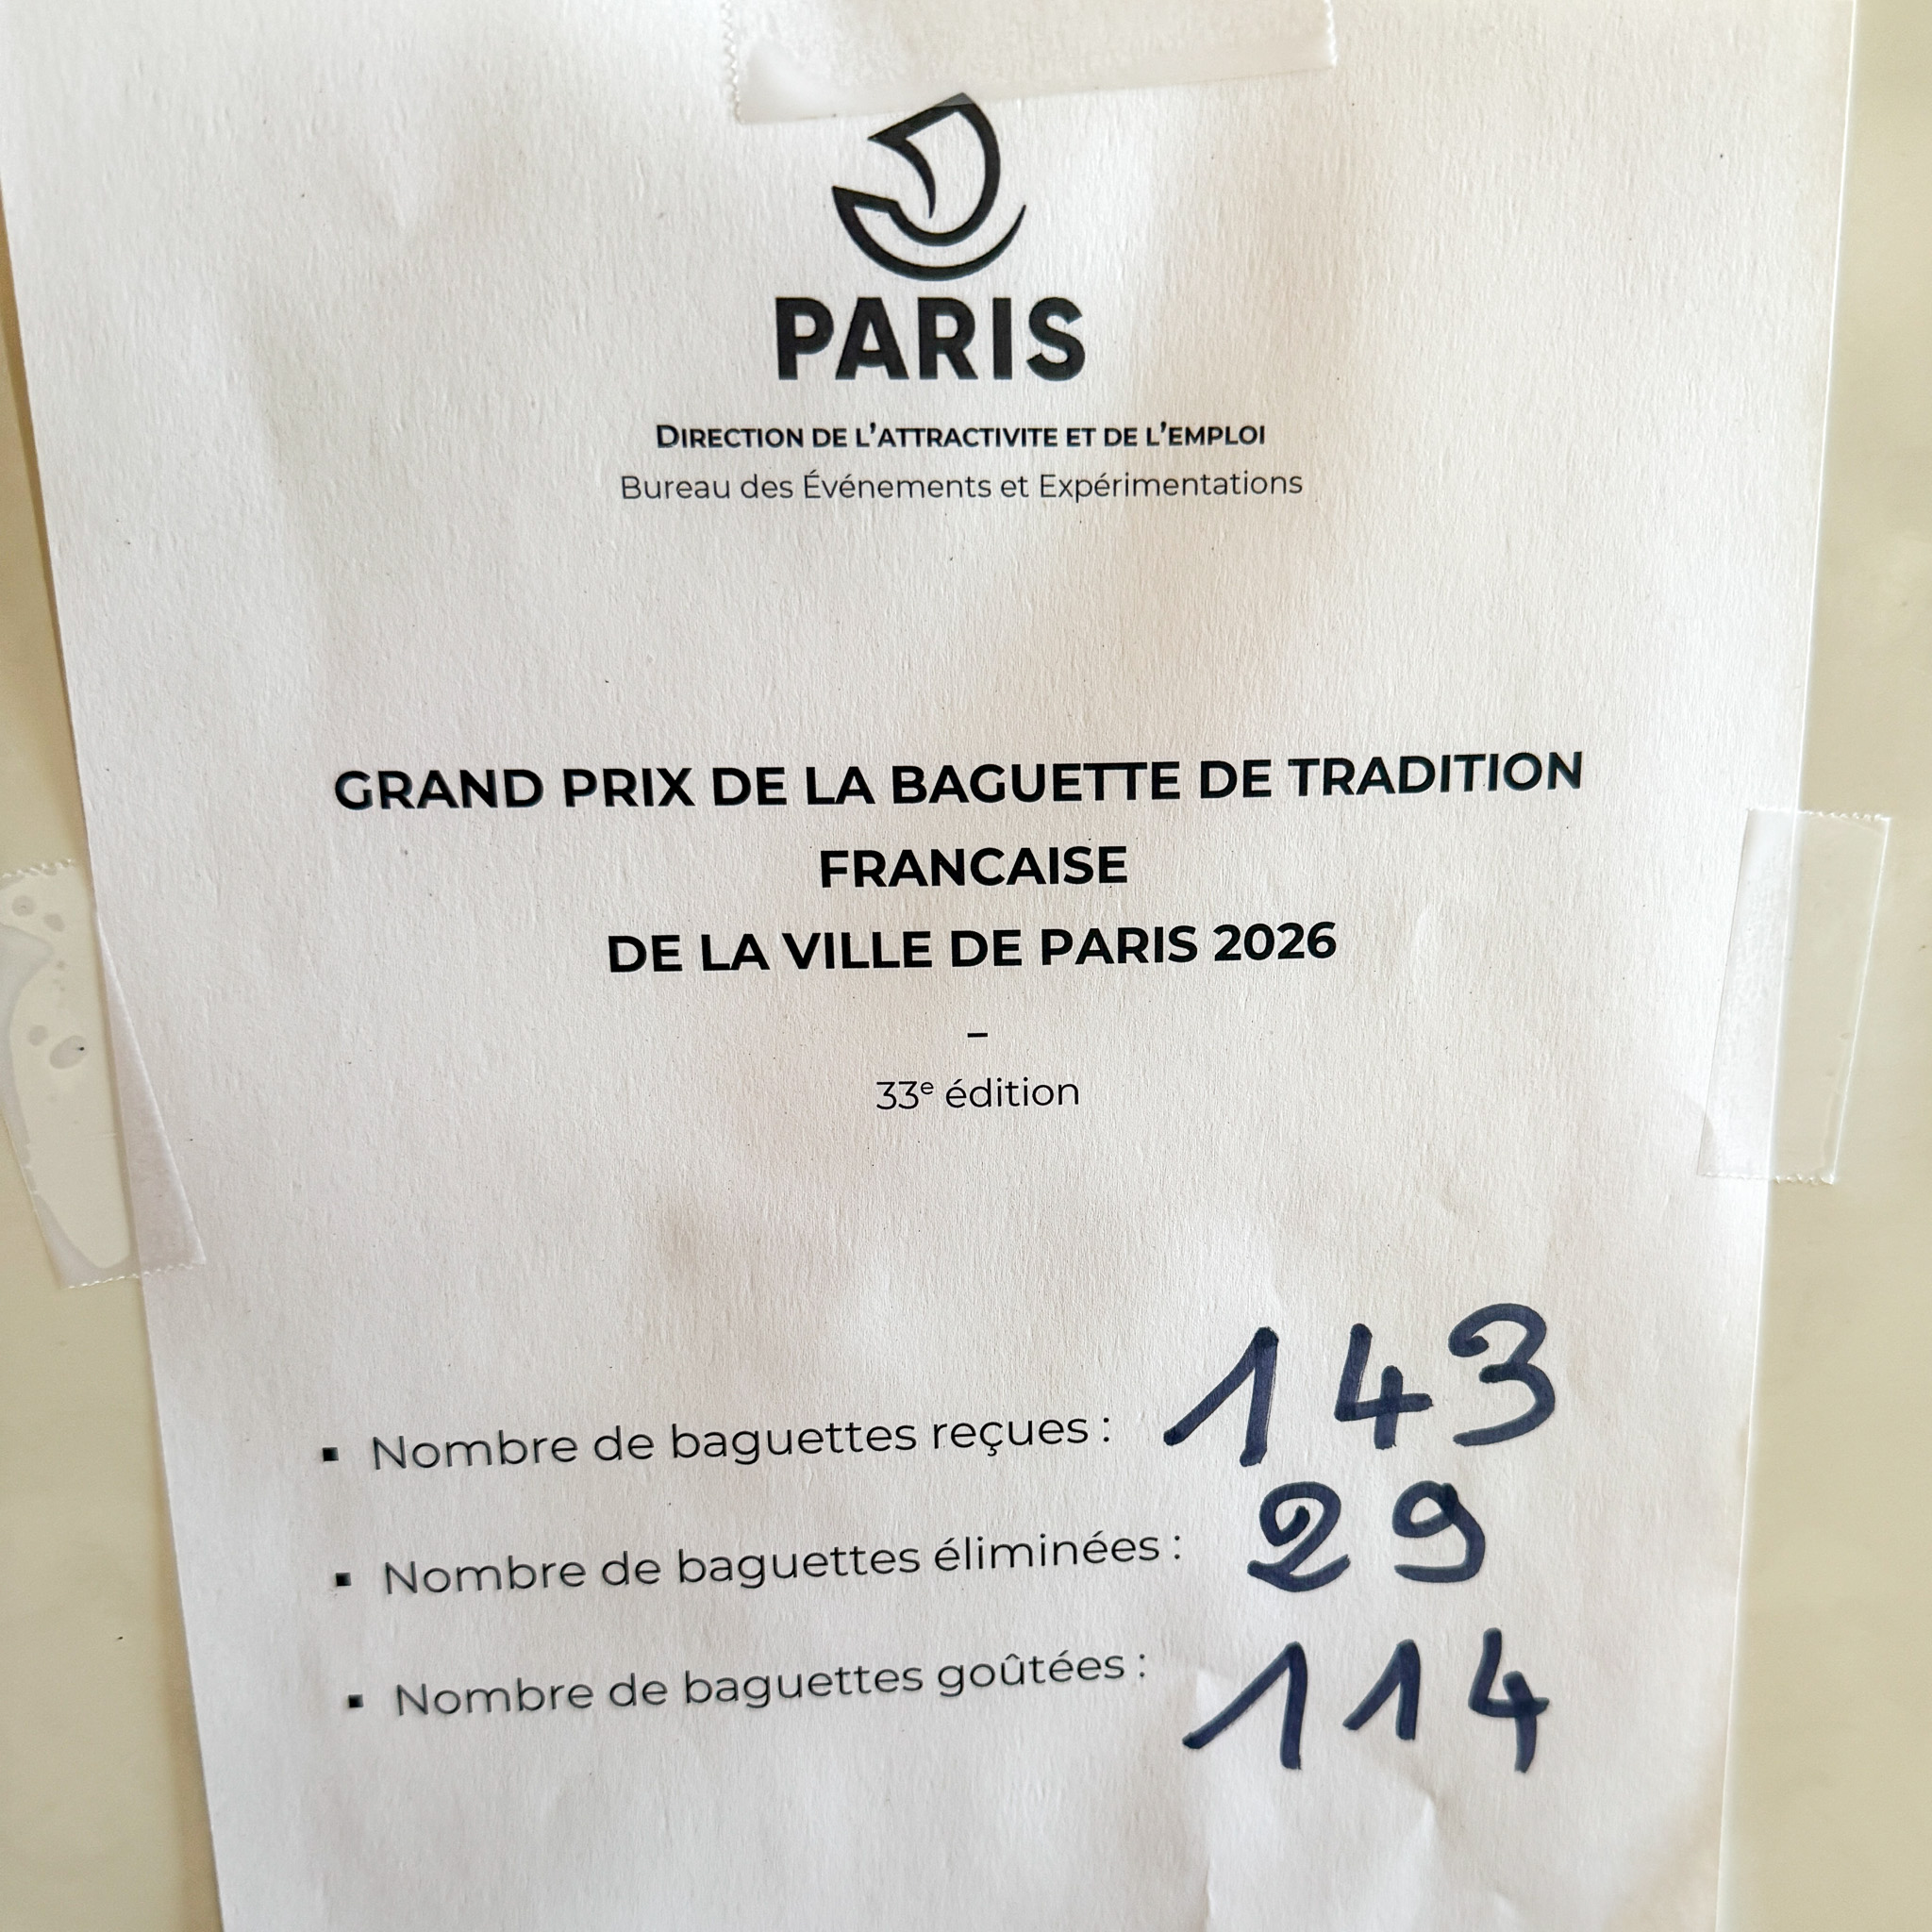 PARIS
DIRECTION DE L'ATTRACTIVITE ET DE L'EMPLOI
Bureau des Événements et Expérimentations
GRAND PRIX DE LA BAGUETTE DE TRADITION
FRANCAISE
DE LA VILLE DE PARIS 2026
–
33e édition
▪ Nombre de baguettes reçues : 143
▪ Nombre de baguettes éliminées : 29
▪ Nombre de baguettes goûtées : 114